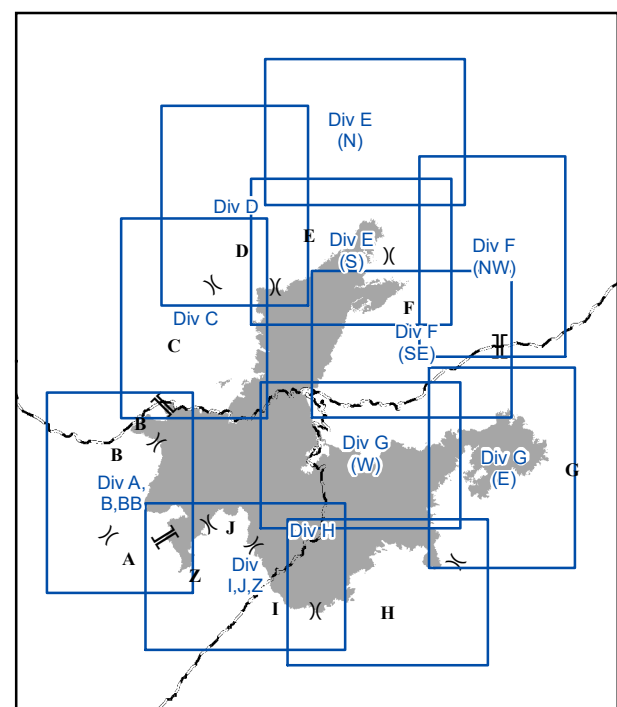 Div E
(N)
Div D
E
Div E
(S)
D
Div F
(NW)
F
Div C
Div F
(SE)
C
B
B
Div G
(W)
Div G
(E)
G
Div A,
B,BB
J
Div H
A
Z
Div
I,J,Z
I
H